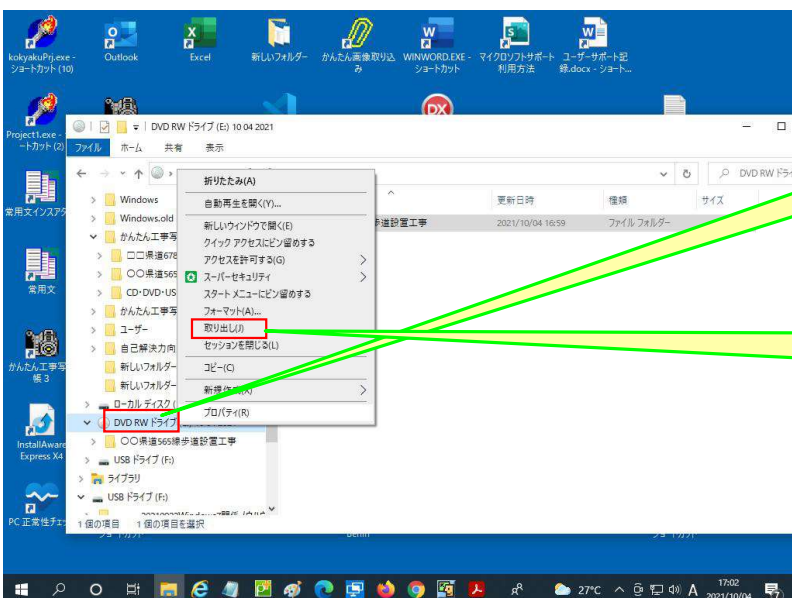 kokyakuPrj.exe -
ショートカット (10)
Outlook
Excel
新しいフォルダー
かんたん画像取り込
み
WINWORD.EXE -
ショートカット
マイクロソフトサポート
利用方法
ユーザーサポート記
録.docx - ショート...
Project1.exe -
ートカット (2)
DX
DVD RW ドライブ (E:) 10 04 2021
ファイル ホーム 共有 表示
DVD RW ドライ
更新日時 種類 サイズ
歩道設置工事 2021/10/04 16:59 ファイル フォルダー
常用文インスア
常用文
かんたん工事写
帳 3
InstallAware
Express X4
PC 正常性チェ
Windows
Windows.old
かんたん工事写
□□県道678
〇〇県道565
CD・DVD・US
かんたん工事写
ユーザー
自己解決力向
新しいフォルダー
新しいフォルダー
ローカル ディスク (
DVD RW ドライブ
〇〇県道565線歩道設置工事
USB ドライブ (F:)
ライブラリ
USB ドライブ (F:)
折りたたみ(A)
自動再生を開く(Y)...
新しいウィンドウで開く(E)
クイック アクセスにピン留めする
アクセスを許可する(G)
スーパーセキュリティ
スタート メニューにピン留めする
フォーマット(A)...
取り出し(J)
セッションを閉じる(L)
コピー(C)
新規作成(X)
プロパティ(R)
1 個の項目 1 個の項目を選択
ショートカット
Berlin
27°C
A
17:02
2021/10/04